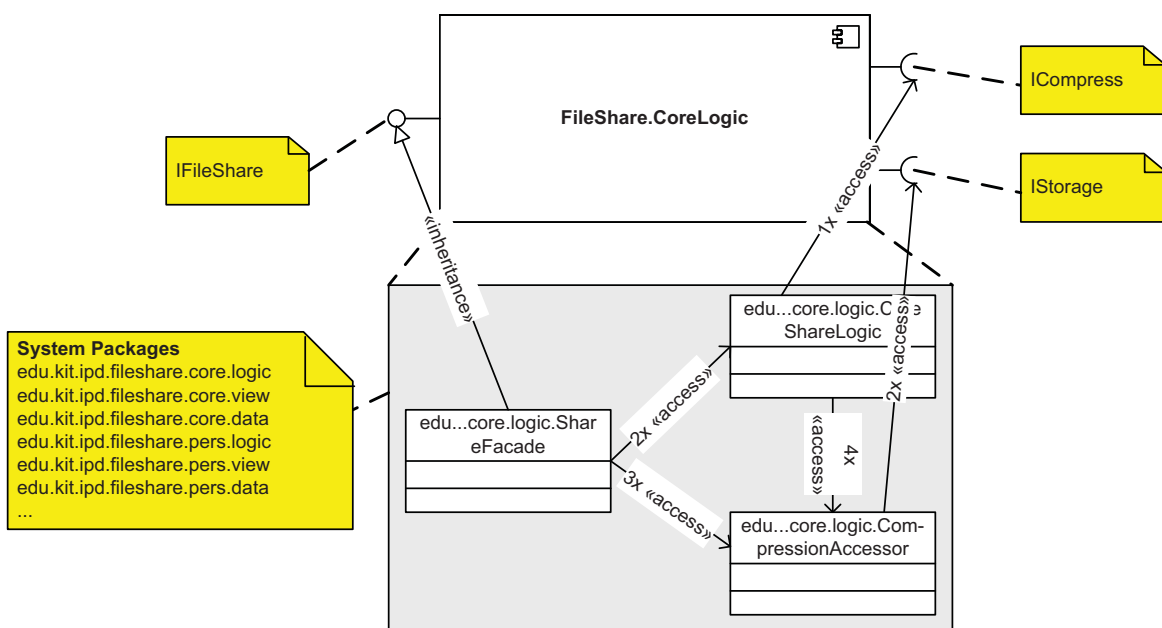 FileShare.CoreLogic
ICompress
IFileShare
IStorage
1x «access»
«inheritance»
2x «access»
System Packages
edu.kit.ipd.fileshare.core.logic
edu.kit.ipd.fileshare.core.view
edu.kit.ipd.fileshare.core.data
edu.kit.ipd.fileshare.pers.logic
edu.kit.ipd.fileshare.pers.view
edu.kit.ipd.fileshare.pers.data
...
edu...core.logic.Shar
eFacade
2x «access»
3x «access»
edu...core.logic.
ShareLogic
4x
«access»
edu...core.logic.Com-
pressionAccessor